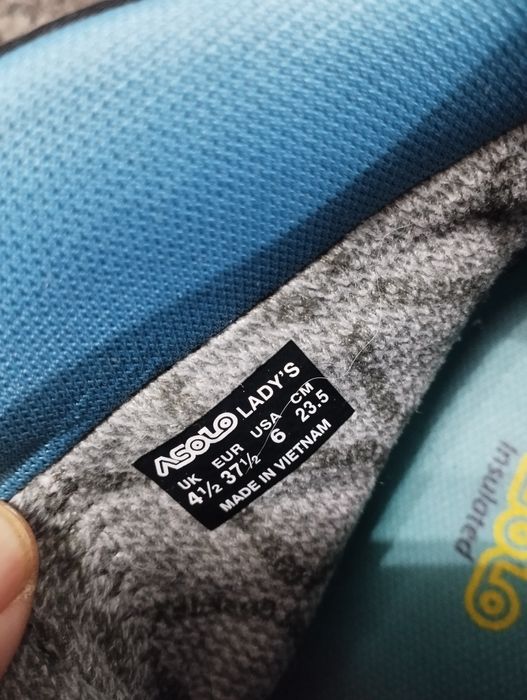 ASOLO LADY'S
UK EUR USA CM
4½ 37½ 6 23.5
MADE IN VIETNAM
insulated